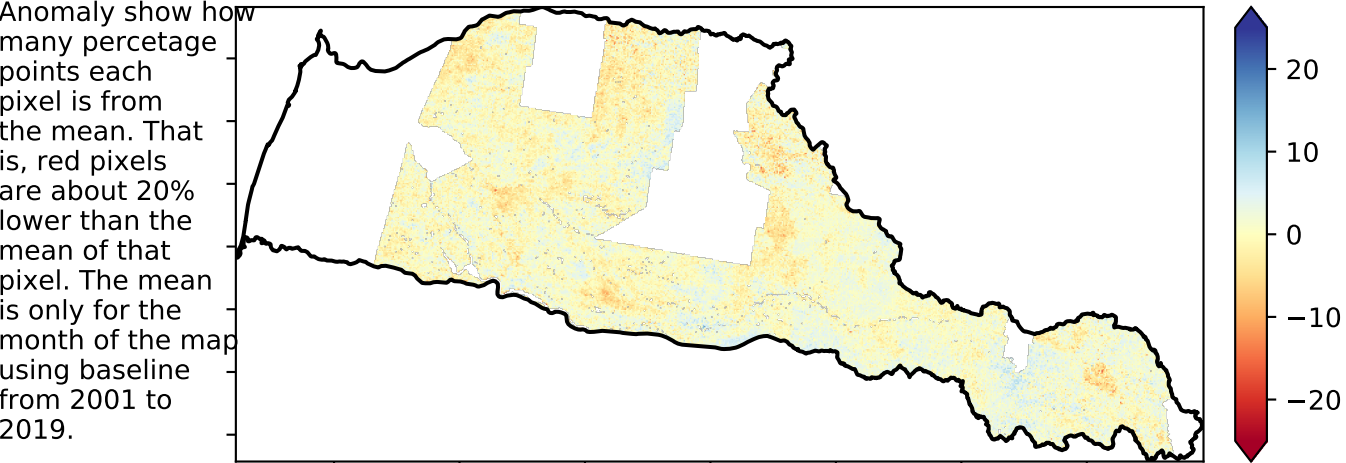 Anomaly show how
many percetage
points each
pixel is from
the mean. That
is, red pixels
are about 20%
lower than the
mean of that
pixel. The mean
is only for the
month of the map
using baseline
from 2001 to
2019.
20
10
0
−10
−20